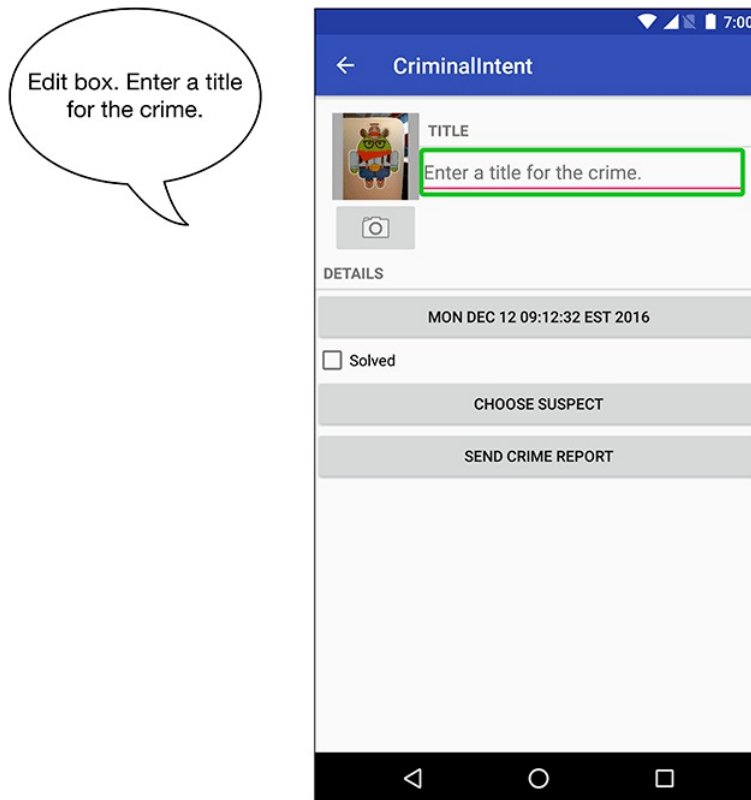 Edit box. Enter a title
for the crime.
7:00
CriminalIntent
TITLE
Enter a title for the crime.
DETAILS
MON DEC 12 09:12:32 EST 2016
Solved
CHOOSE SUSPECT
SEND CRIME REPORT